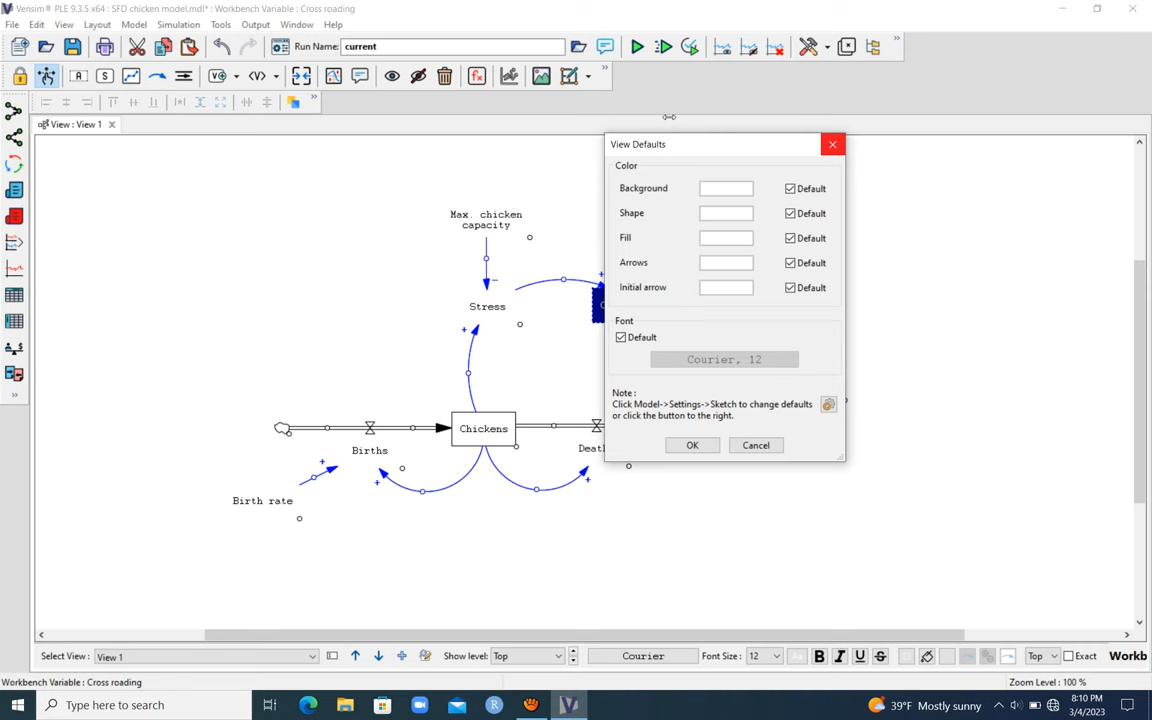 Vensim® PLE 9.3.5 x64 : SFD chicken model.mdl* : Workbench Variable: Cross roading
File Edit View Layout Model Simulation Tools Output Window Help
Run Name: current
A S
View : View 1
View Defaults
Color
Background Default
Shape Default
Fill Default
Arrows Default
Initial arrow Default
Font
Default
Courier, 12
Note :
Click Model->Settings->Sketch to change defaults
or click the button to the right.
OK Cancel
Max. chicken
capacity
Stress
Chickens
Births
Birth rate
Select View: View 1 Show level: Top Courier Font Size: 12 B I U S Top Exact Workb
Workbench Variable : Cross roading Zoom Level: 100 %
Type here to search 39°F Mostly sunny 8:10 PM
3/4/2023